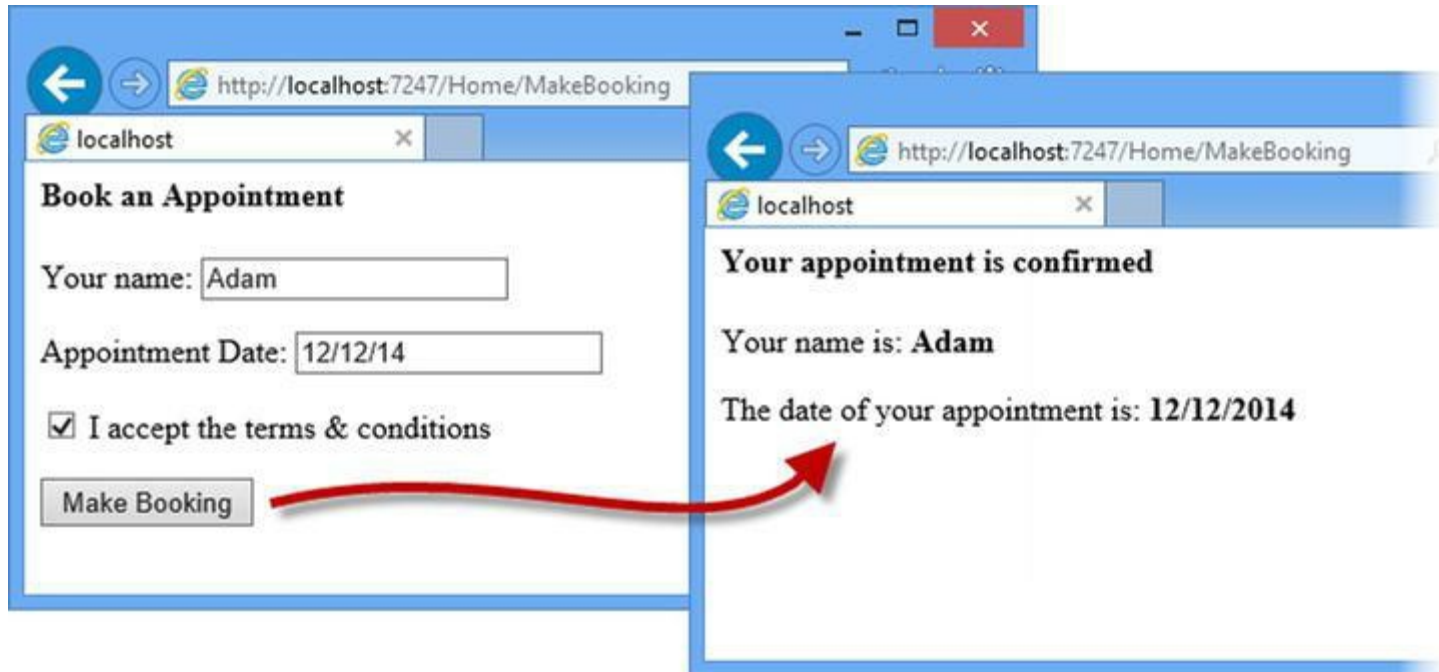 http://localhost:7247/Home/MakeBooking
localhost
Book an Appointment
Your name: Adam
Appointment Date: 12/12/14
I accept the terms & conditions
Make Booking
http://localhost:7247/Home/MakeBooking
localhost
Your appointment is confirmed
Your name is: Adam
The date of your appointment is: 12/12/2014